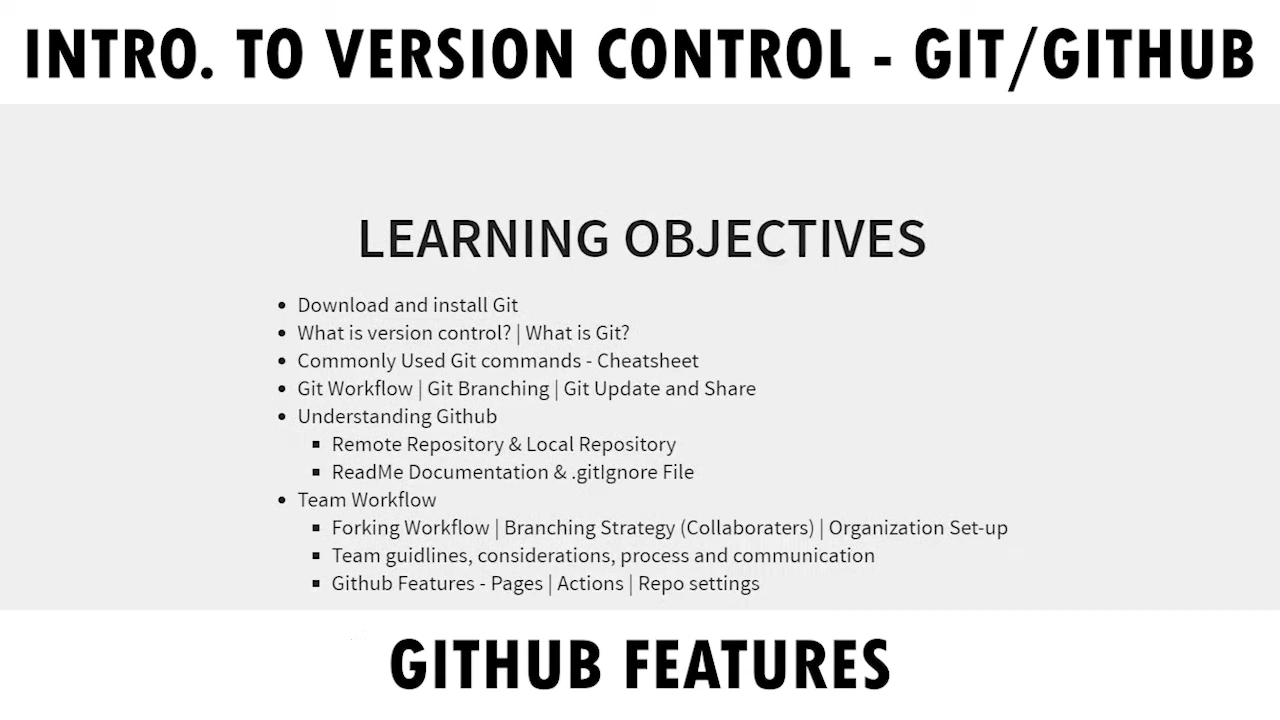 INTRO. TO VERSION CONTROL - GIT/GITHUB
LEARNING OBJECTIVES
• Download and install Git
• What is version control? | What is Git?
• Commonly Used Git commands - Cheatsheet
• Git Workflow | Git Branching | Git Update and Share
• Understanding Github
▪ Remote Repository & Local Repository
▪ ReadMe Documentation & .gitIgnore File
• Team Workflow
▪ Forking Workflow | Branching Strategy (Collaboraters) | Organization Set-up
▪ Team guidlines, considerations, process and communication
▪ Github Features - Pages | Actions | Repo settings
GITHUB FEATURES